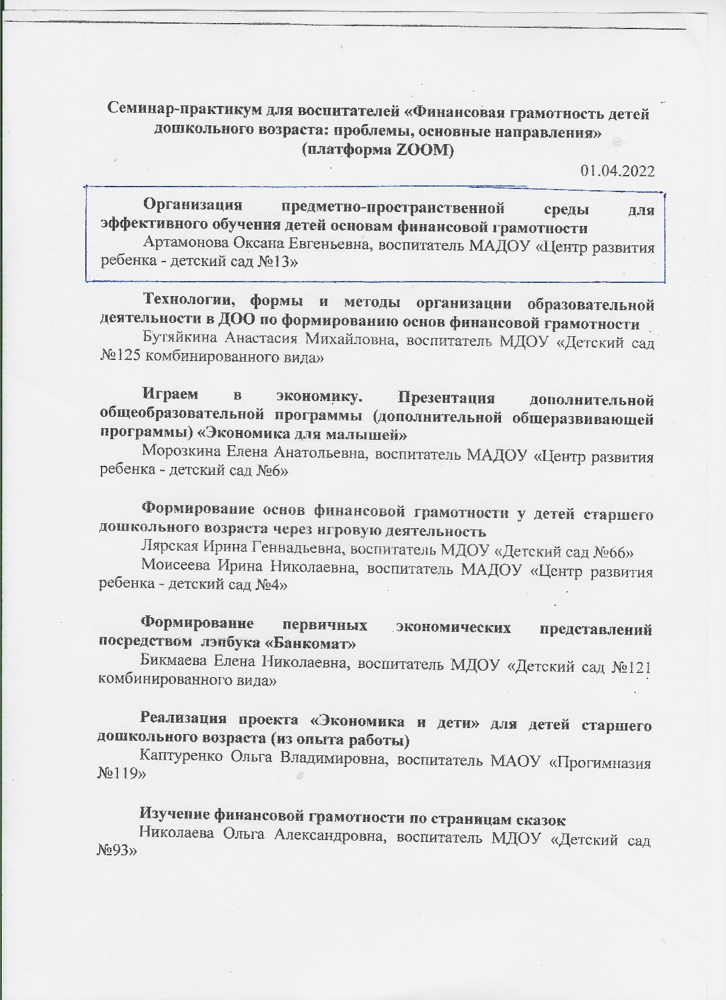 Семинар-практикум для воспитателей «Финансовая грамотность детей
дошкольного возраста: проблемы, основные направления»
(платформа ZOOM)
01.04.2022
Организация предметно-пространственной среды для
эффективного обучения детей основам финансовой грамотности
Артамонова Оксана Евгеньевна, воспитатель МАДОУ «Центр развития
ребенка - детский сад №13»
Технологии, формы и методы организации образовательной
деятельности в ДОО по формированию основ финансовой грамотности
Бутяйкина Анастасия Михайловна, воспитатель МДОУ «Детский сад
№125 комбинированного вида»
Играем в экономику. Презентация дополнительной
общеобразовательной программы (дополнительной общеразвивающей
программы) «Экономика для малышей»
Морозкина Елена Анатольевна, воспитатель МАДОУ «Центр развития
ребенка - детский сад №6»
Формирование основ финансовой грамотности у детей старшего
дошкольного возраста через игровую деятельность
Лярская Ирина Геннадьевна, воспитатель МДОУ «Детский сад №66»
Моисеева Ирина Николаевна, воспитатель МАДОУ «Центр развития
ребенка - детский сад №4»
Формирование первичных экономических представлений
посредством лэпбука «Банкомат»
Бикмаева Елена Николаевна, воспитатель МДОУ «Детский сад №121
комбинированного вида»
Реализация проекта «Экономика и дети» для детей старшего
дошкольного возраста (из опыта работы)
Каптуренко Ольга Владимировна, воспитатель МАОУ «Прогимназия
№119»
Изучение финансовой грамотности по страницам сказок
Николаева Ольга Александровна, воспитатель МДОУ «Детский сад
№93»